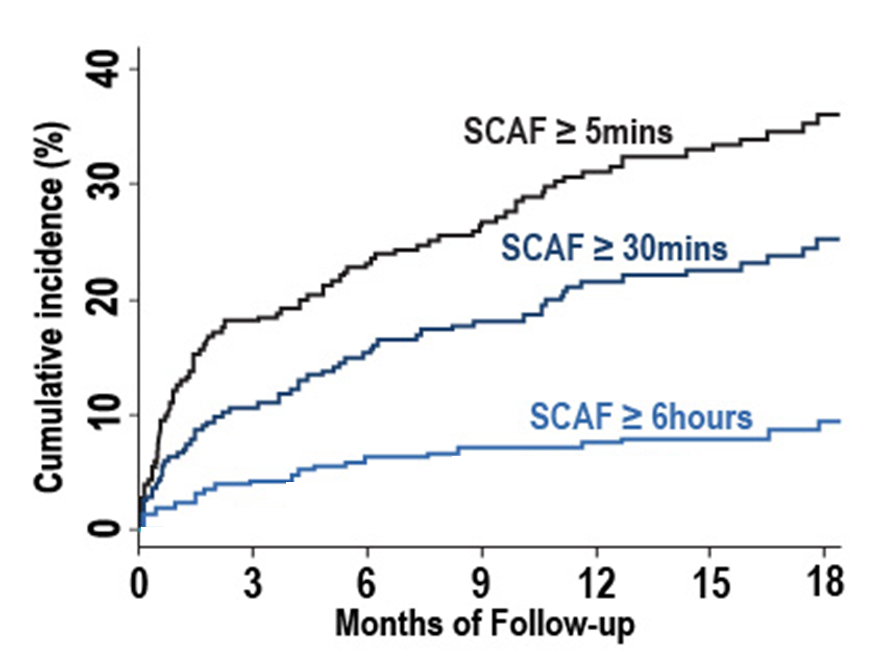 Cumulative incidence (%)
40
30
20
10
0
SCAF ≥ 5mins
SCAF ≥ 30mins
SCAF ≥ 6hours
0 3 6 9 12 15 18
Months of Follow-up